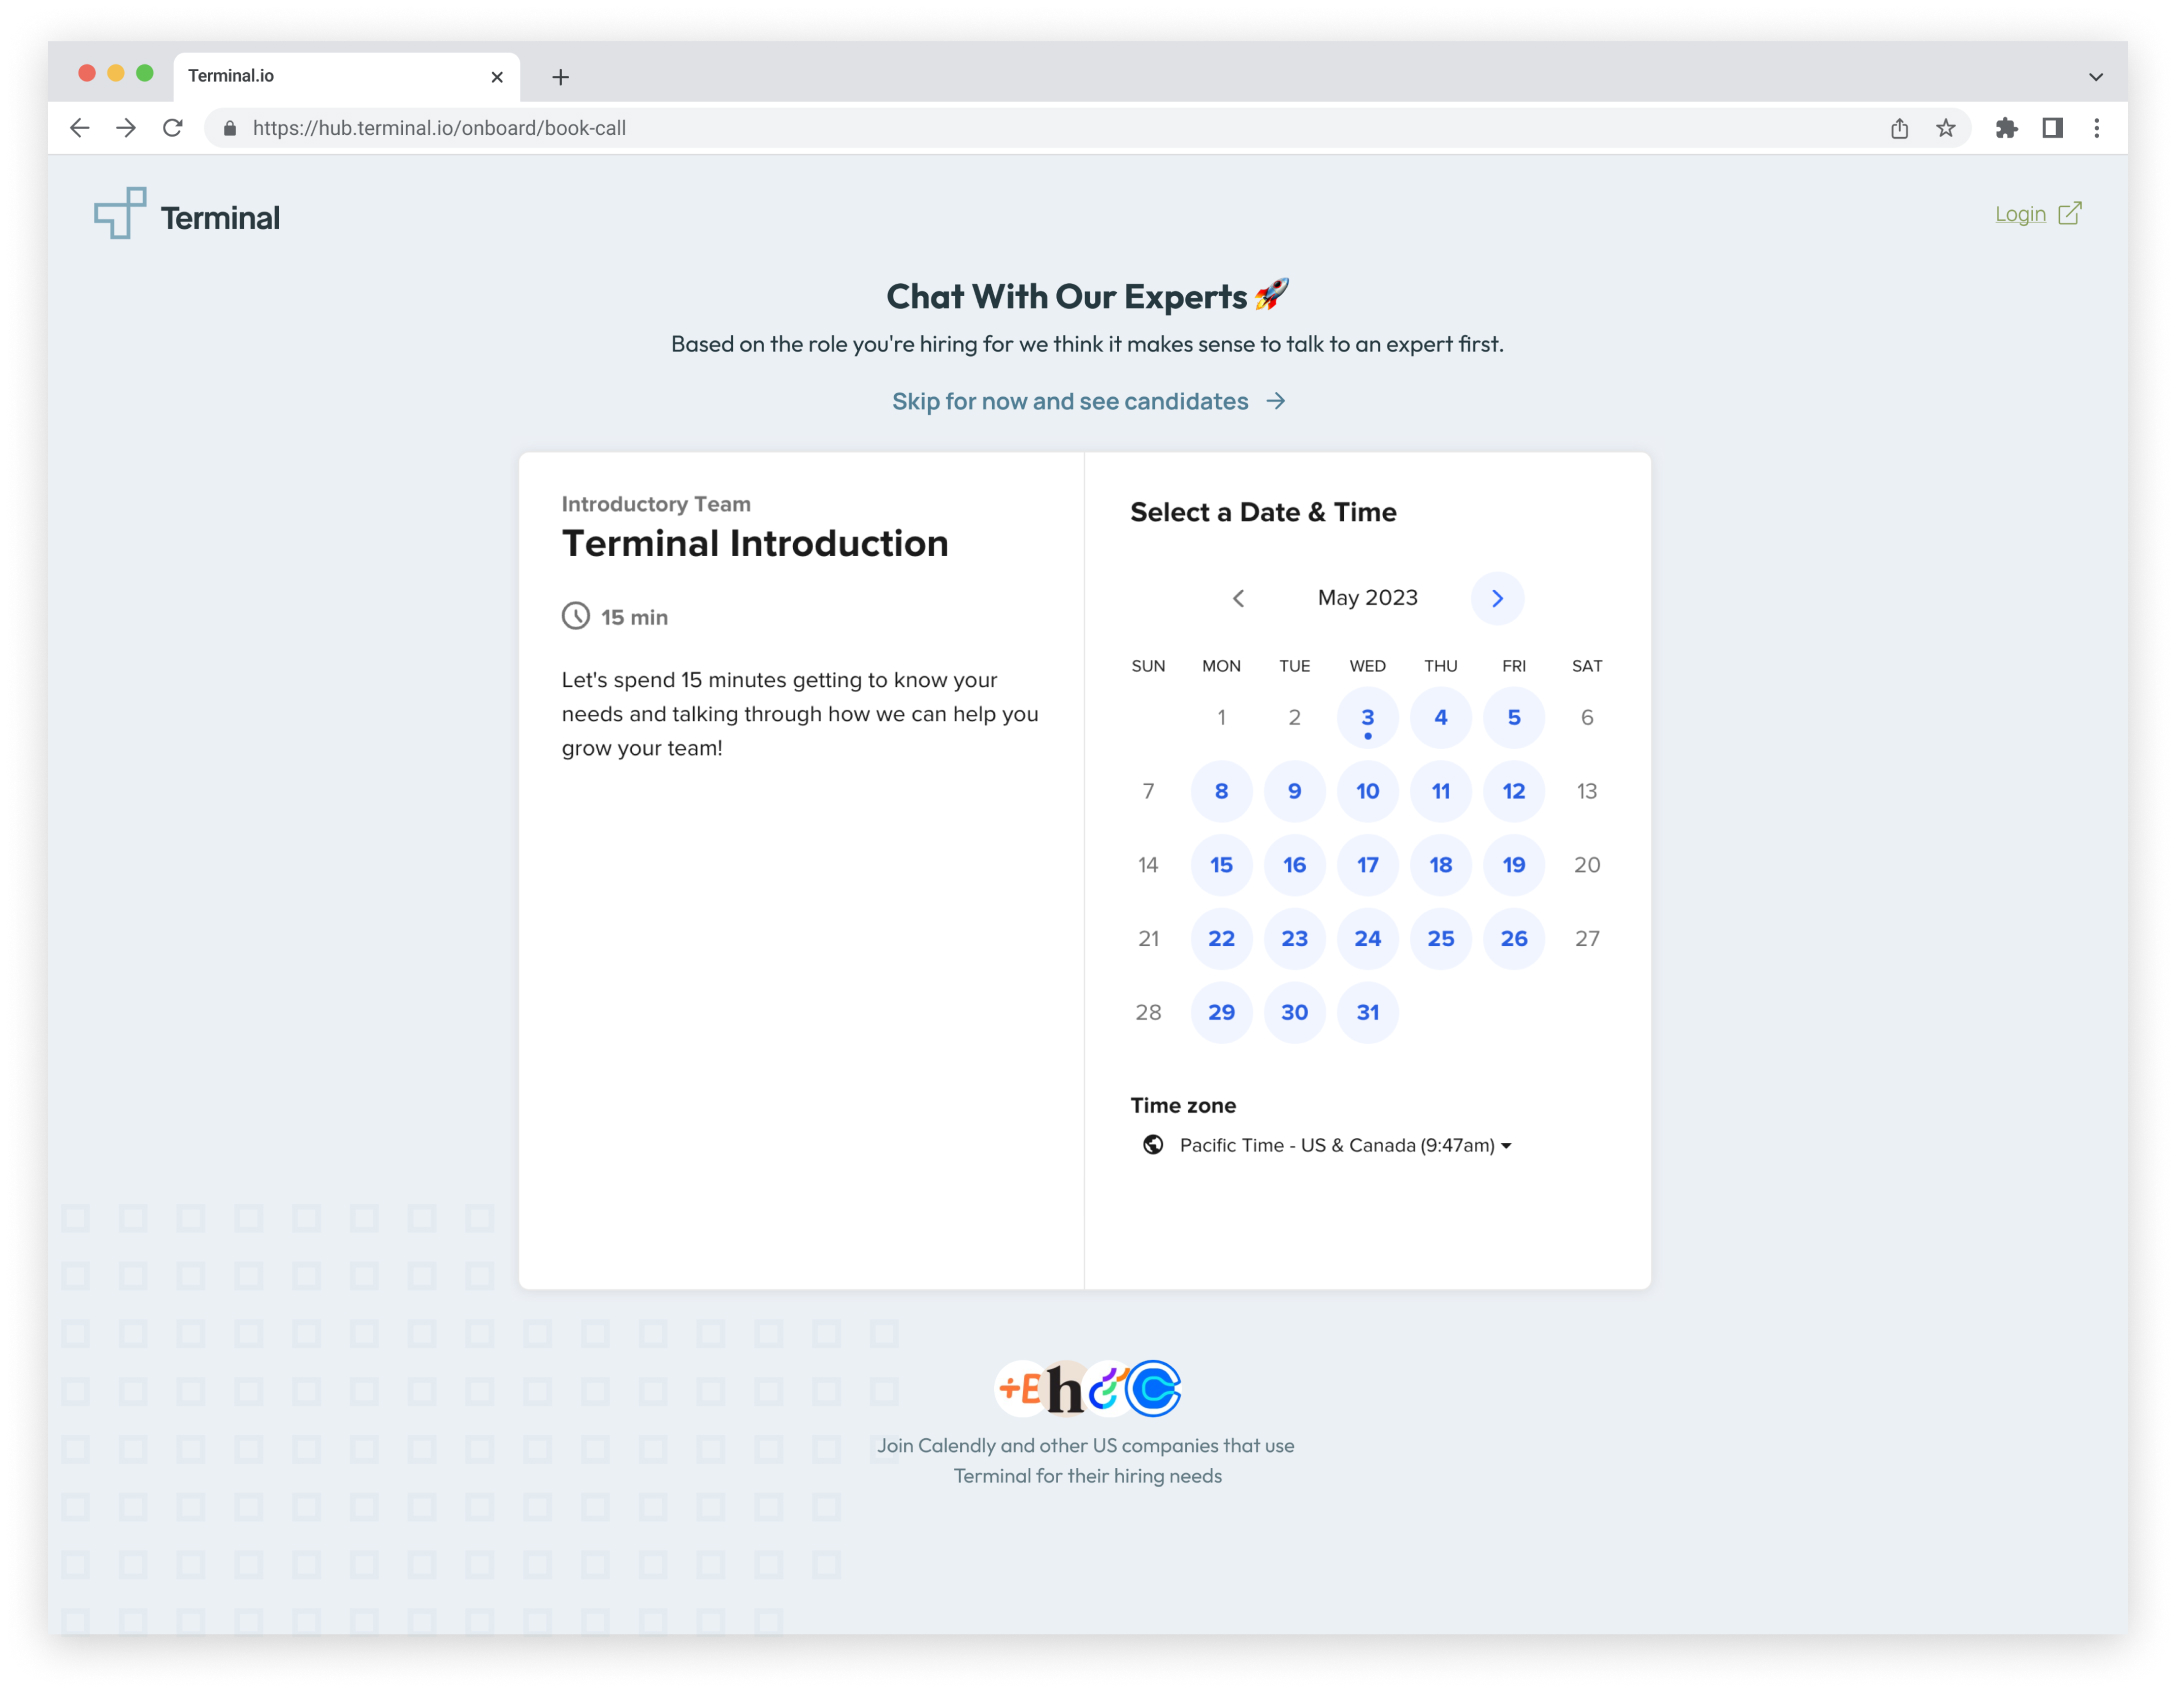 Terminal.io
https://hub.terminal.io/onboard/book-call
Terminal
Login
Chat With Our Experts
Based on the role you're hiring for we think it makes sense to talk to an expert first.
Skip for now and see candidates
Introductory Team
Terminal Introduction
15 min
Let's spend 15 minutes getting to know your
needs and talking through how we can help you
grow your team!
Select a Date & Time
May 2023
SUN MON TUE WED THU FRI SAT
1 2 3 4 5 6
7 8 9 10 11 12 13
14 15 16 17 18 19 20
21 22 23 24 25 26 27
28 29 30 31
Time zone
Pacific Time - US & Canada (9:47am)
h
Join Calendly and other US companies that use
Terminal for their hiring needs